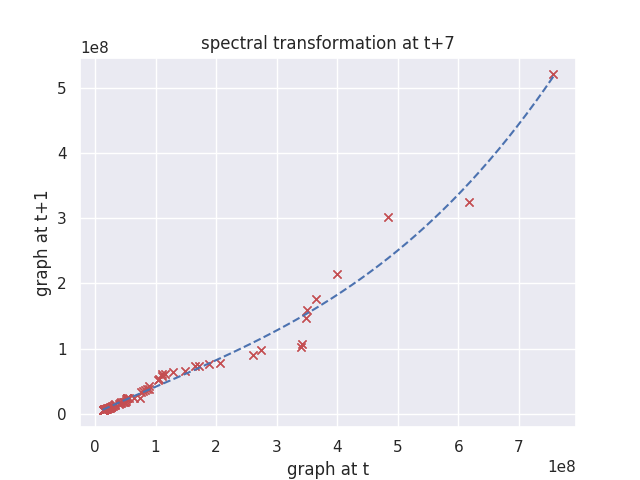 spectral transformation at t+7
1e8
5
4
3
2
1
0
graph at t+1
0 1 2 3 4 5 6 7
graph at t
1e8